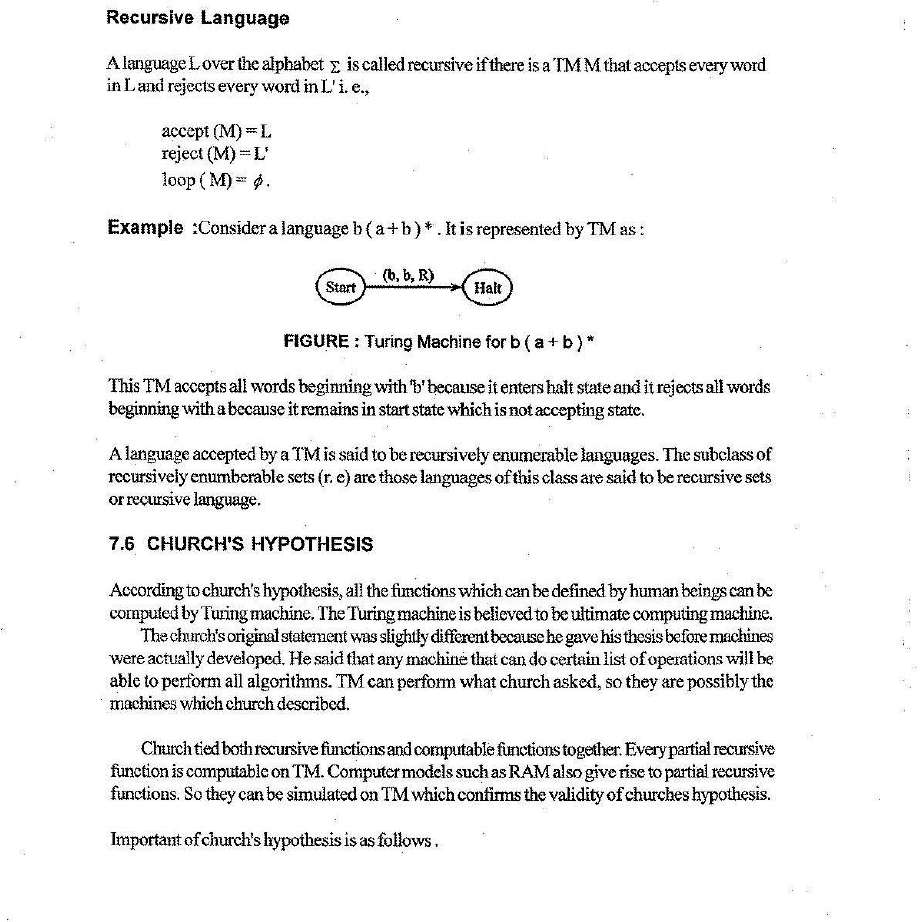 Recursive Language
A language L over the alphabet Σ is called recursive if there is a TM M that accepts every word
in L and rejects every word in L' i. e.,
accept (M) = L
reject (M) = L'
loop ( M) = ϕ .
Example :Consider a language b ( a + b ) * . It is represented by TM as :
Start (b, b, R) Halt
FIGURE : Turing Machine for b ( a + b ) *
This TM accepts all words beginning with 'b' because it enters halt state and it rejects all words
beginning with a because it remains in start state which is not accepting state.
A language accepted by a TM is said to be recursively enumerable languages. The subclass of
recursively enumberable sets (r. e) are those languages of this class are said to be recursive sets
or recursive language.
7.6 CHURCH'S HYPOTHESIS
According to church's hypothesis, all the functions which can be defined by human beings can be
computed by Turing machine. The Turing machine is believed to be ultimate computing machine.
The church's original statement was slightly different because he gave his thesis before machines
were actually developed. He said that any machine that can do certain list of operations will be
able to perform all algorithms. TM can perform what church asked, so they are possibly the
machines which church described.
Church tied both recursive functions and computable functions together. Every partial recursive
function is computable on TM. Computer models such as RAM also give rise to partial recursive
functions. So they can be simulated on TM which confirms the validity of churches hypothesis.
Important of church's hypothesis is as follows .